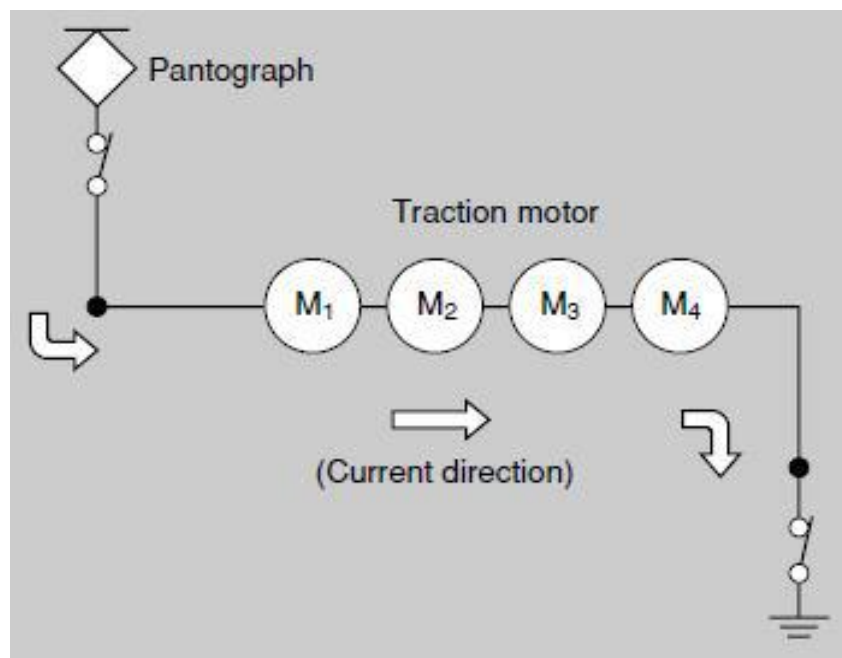 Pantograph
Traction motor
M₁ M₂ M₃ M₄
(Current direction)